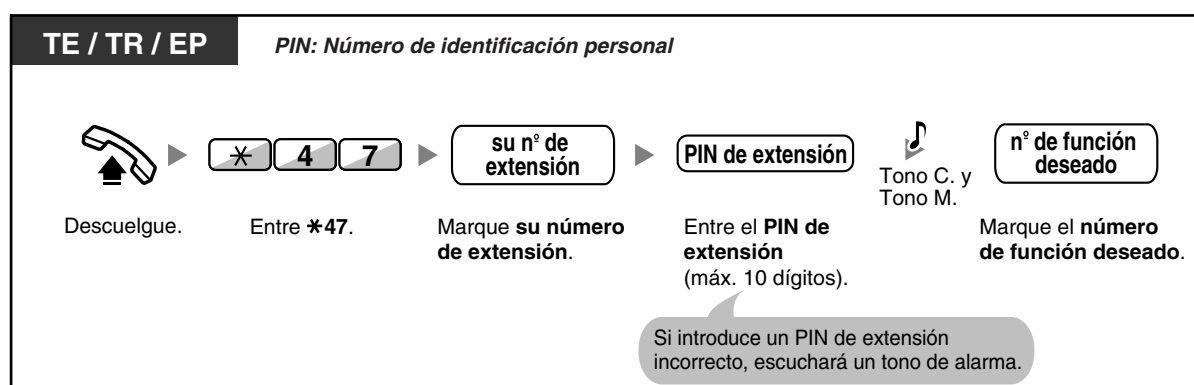 TE / TR / EP
PIN: Número de identificación personal
* 4 7
su nº de
extensión
PIN de extensión
Tono C. y
Tono M.
nº de función
deseado
Descuelgue.
Entre *47.
Marque su número
de extensión.
Entre el PIN de
extensión
(máx. 10 dígitos).
Marque el número
de función deseado.
Si introduce un PIN de extensión
incorrecto, escuchará un tono de alarma.